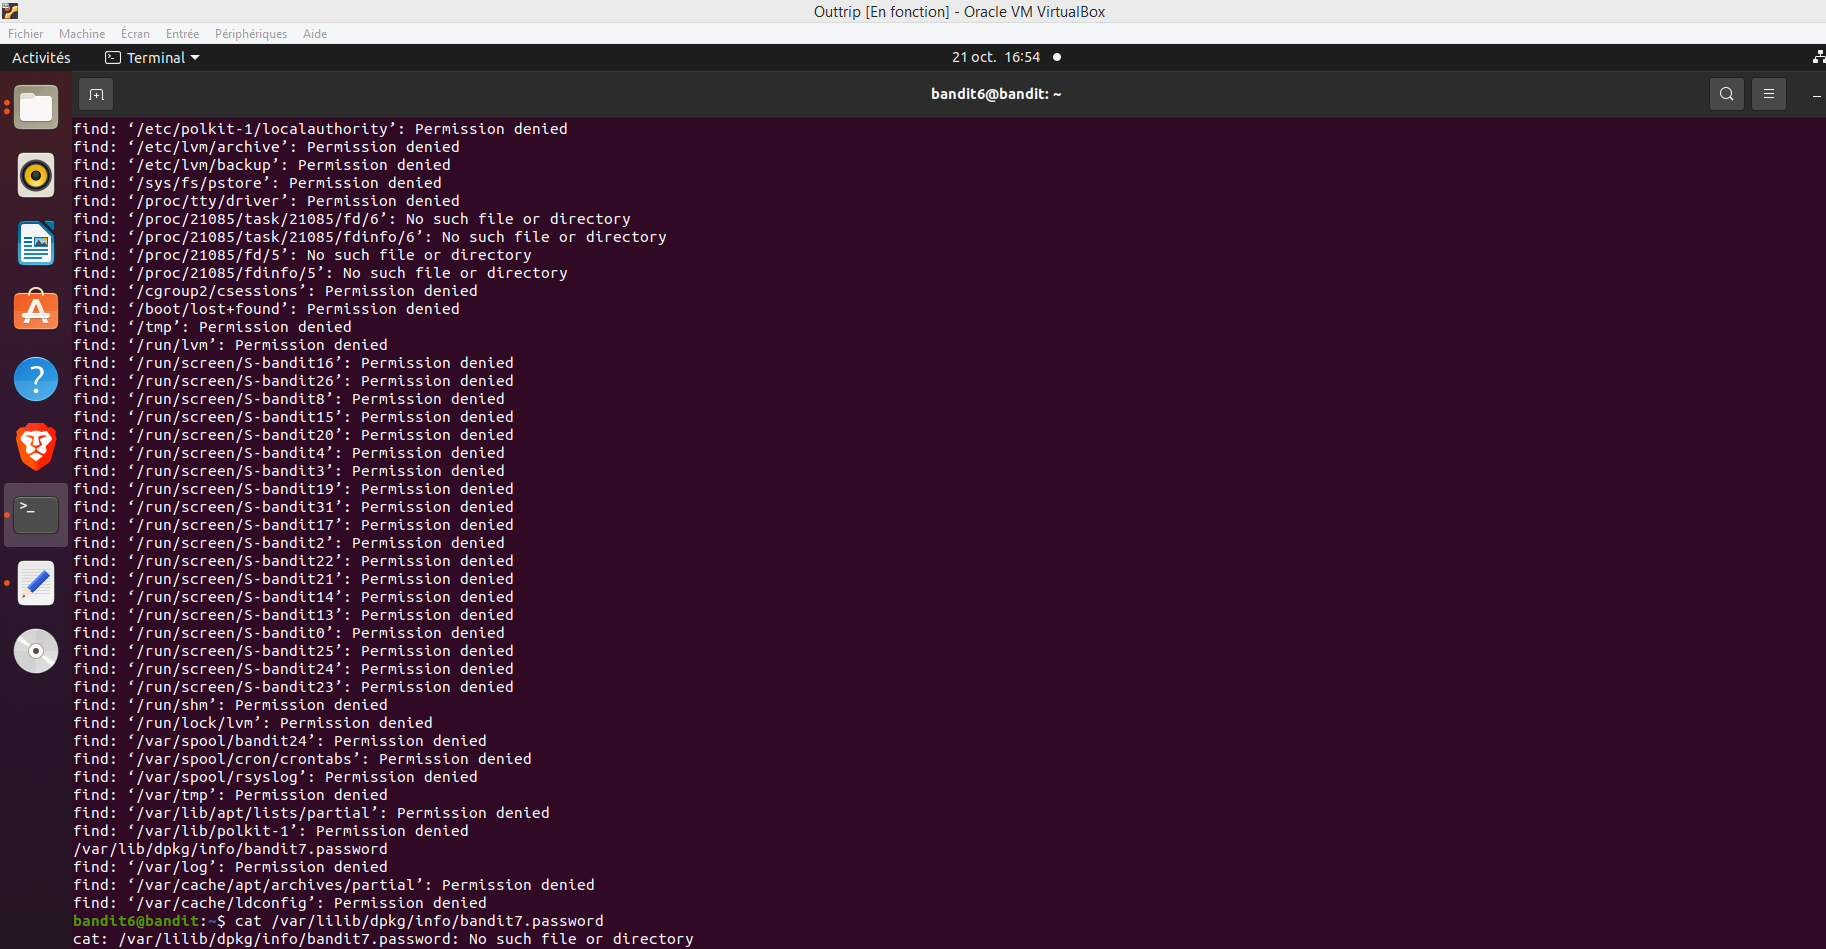 Outtrip [En fonction] - Oracle VM VirtualBox
Fichier Machine Écran Entrée Périphériques Aide
Activités Terminal 21 oct. 16:54
bandit6@bandit: ~
find: ‘/etc/polkit-1/localauthority’: Permission denied
find: ‘/etc/lvm/archive’: Permission denied
find: ‘/etc/lvm/backup’: Permission denied
find: ‘/sys/fs/pstore’: Permission denied
find: ‘/proc/tty/driver’: Permission denied
find: ‘/proc/21085/task/21085/fd/6’: No such file or directory
find: ‘/proc/21085/task/21085/fdinfo/6’: No such file or directory
find: ‘/proc/21085/fd/5’: No such file or directory
find: ‘/proc/21085/fdinfo/5’: No such file or directory
find: ‘/cgroup2/csessions’: Permission denied
find: ‘/boot/lost+found’: Permission denied
find: ‘/tmp’: Permission denied
find: ‘/run/lvm’: Permission denied
find: ‘/run/screen/S-bandit16’: Permission denied
find: ‘/run/screen/S-bandit26’: Permission denied
find: ‘/run/screen/S-bandit8’: Permission denied
find: ‘/run/screen/S-bandit15’: Permission denied
find: ‘/run/screen/S-bandit20’: Permission denied
find: ‘/run/screen/S-bandit4’: Permission denied
find: ‘/run/screen/S-bandit3’: Permission denied
find: ‘/run/screen/S-bandit19’: Permission denied
find: ‘/run/screen/S-bandit31’: Permission denied
find: ‘/run/screen/S-bandit17’: Permission denied
find: ‘/run/screen/S-bandit2’: Permission denied
find: ‘/run/screen/S-bandit22’: Permission denied
find: ‘/run/screen/S-bandit21’: Permission denied
find: ‘/run/screen/S-bandit14’: Permission denied
find: ‘/run/screen/S-bandit13’: Permission denied
find: ‘/run/screen/S-bandit0’: Permission denied
find: ‘/run/screen/S-bandit25’: Permission denied
find: ‘/run/screen/S-bandit24’: Permission denied
find: ‘/run/screen/S-bandit23’: Permission denied
find: ‘/run/shm’: Permission denied
find: ‘/run/lock/lvm’: Permission denied
find: ‘/var/spool/bandit24’: Permission denied
find: ‘/var/spool/cron/crontabs’: Permission denied
find: ‘/var/spool/rsyslog’: Permission denied
find: ‘/var/tmp’: Permission denied
find: ‘/var/lib/apt/lists/partial’: Permission denied
find: ‘/var/lib/polkit-1’: Permission denied
/var/lib/dpkg/info/bandit7.password
find: ‘/var/log’: Permission denied
find: ‘/var/cache/apt/archives/partial’: Permission denied
find: ‘/var/cache/ldconfig’: Permission denied
bandit6@bandit:~$ cat /var/lilib/dpkg/info/bandit7.password
cat: /var/lilib/dpkg/info/bandit7.password: No such file or directory